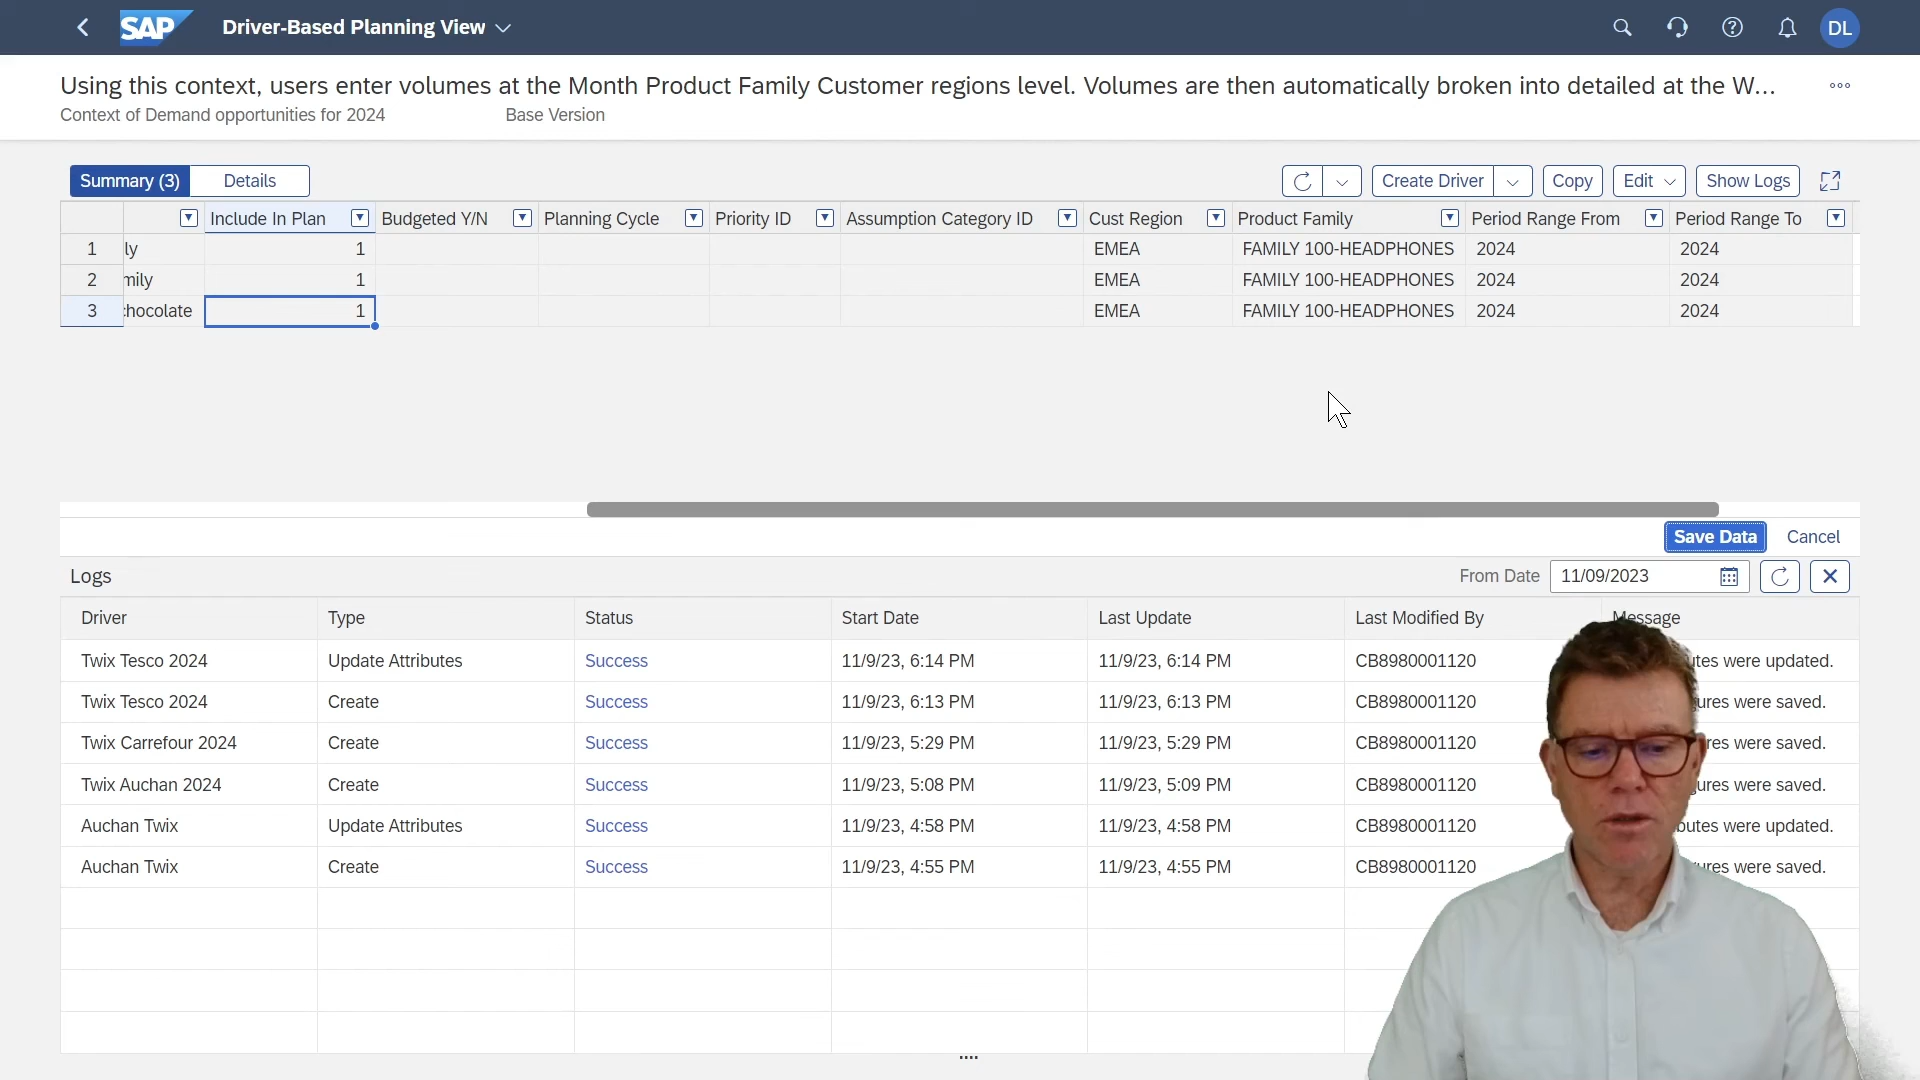 SAP Driver-Based Planning View DL
Using this context, users enter volumes at the Month Product Family Customer regions level. Volumes are then automatically broken into detailed at the W...
Context of Demand opportunities for 2024 Base Version
Summary (3) Details Create Driver Copy Edit Show Logs
Include In Plan Budgeted Y/N Planning Cycle Priority ID Assumption Category ID Cust Region Product Family Period Range From Period Range To
1 ly 1 EMEA FAMILY 100-HEADPHONES 2024 2024
2 mily 1 EMEA FAMILY 100-HEADPHONES 2024 2024
3 chocolate 1 EMEA FAMILY 100-HEADPHONES 2024 2024
Save Data Cancel
Logs From Date 11/09/2023
Driver Type Status Start Date Last Update Last Modified By Message
Twix Tesco 2024 Update Attributes Success 11/9/23, 6:14 PM 11/9/23, 6:14 PM CB8980001120 utes were updated.
Twix Tesco 2024 Create Success 11/9/23, 6:13 PM 11/9/23, 6:13 PM CB8980001120 ures were saved.
Twix Carrefour 2024 Create Success 11/9/23, 5:29 PM 11/9/23, 5:29 PM CB8980001120 res were saved.
Twix Auchan 2024 Create Success 11/9/23, 5:08 PM 11/9/23, 5:09 PM CB8980001120 ures were saved.
Auchan Twix Update Attributes Success 11/9/23, 4:58 PM 11/9/23, 4:58 PM CB8980001120 butes were updated.
Auchan Twix Create Success 11/9/23, 4:55 PM 11/9/23, 4:55 PM CB8980001120 ures were saved.